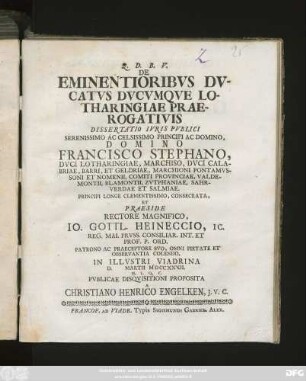 Q. D. B. V.
DE
EMINENTIORIBVS DV-
CATVS DVCVMQVE LO-
THARINGIAE PRAE-
ROGATIVIS
DISSERTATIO IVRIS PVBLICI
SERENISSIMO AC CELSISSIMO PRINCIPI AC DOMINO,
DOMINO
FRANCISCO STEPHANO,
DVCI LOTHARINGIAE, MARCHISO, DVCI CALA-
BRIAE, BARRI, ET GELDRIAE, MARCHIONI PONTAMVS-
SONI ET NOMENII, COMITI PROVINCIAE, VALDE-
MONTII, BLAMONTII, ZVTPHANIAE, SAHR-
VERDAE ET SALMIAE,
PRINCIPI LONGE CLEMENTISSIMO, CONSECRATA,
ET
PRAESIDE
RECTORE MAGNIFICO,
IO. GOTTL. HEINECCIO, IC.
REG. MAI. PRVSS. CONSILIAR. INT. ET
PROF. P. ORD.
PATRONO AC PRAECEPTORE SVO, OMNI PIETATE ET
OBSERVANTIA COLENDO,
IN ILLVSTRI VIADRINA
MARTII
H. L. Q. C.
PVBLICAE DISQVISITIONI PROPOSITA
A
CHRISTIANO HENRICO ENGELKEN, J. V. C.
FRANCOF. AD VIADR. Typis